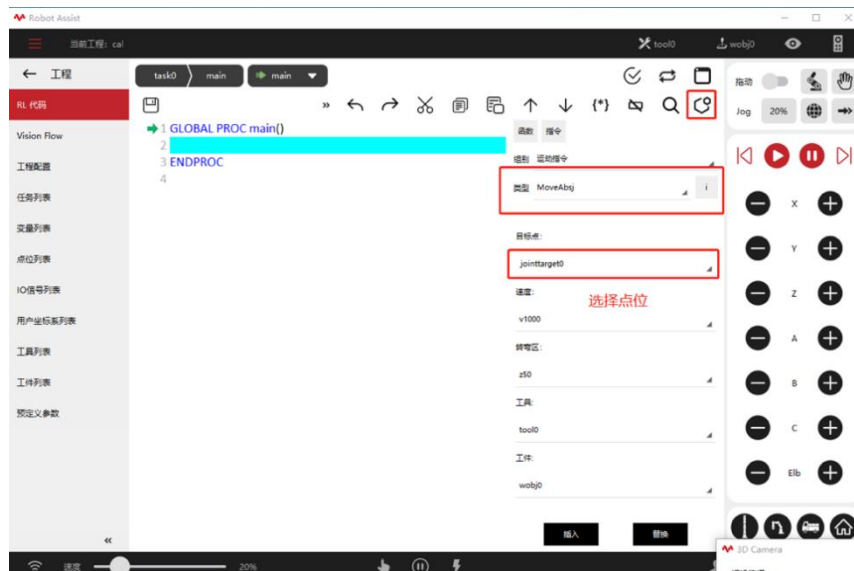 Robot Assist
当前工程: cal
tool0
wobj0
工程
task0
main
main
拖动
RL 代码
»
{*}
Jog
20%
1 GLOBAL PROC main()
2
3 ENDPROC
4
函数 指令
Vision Flow
组别 运动指令
工程配置
类型 MoveAbsj
i
任务列表
X
变量列表
目标点:
Y
点位列表
jointtarget0
IO信号列表
速度:
选择点位
Z
用户坐标系列表
v1000
工具列表
转弯区:
A
工件列表
z50
B
预定义参数
工具:
tool0
C
工件:
wobj0
Elb
插入
替换
«
3D Camera
速度
20%